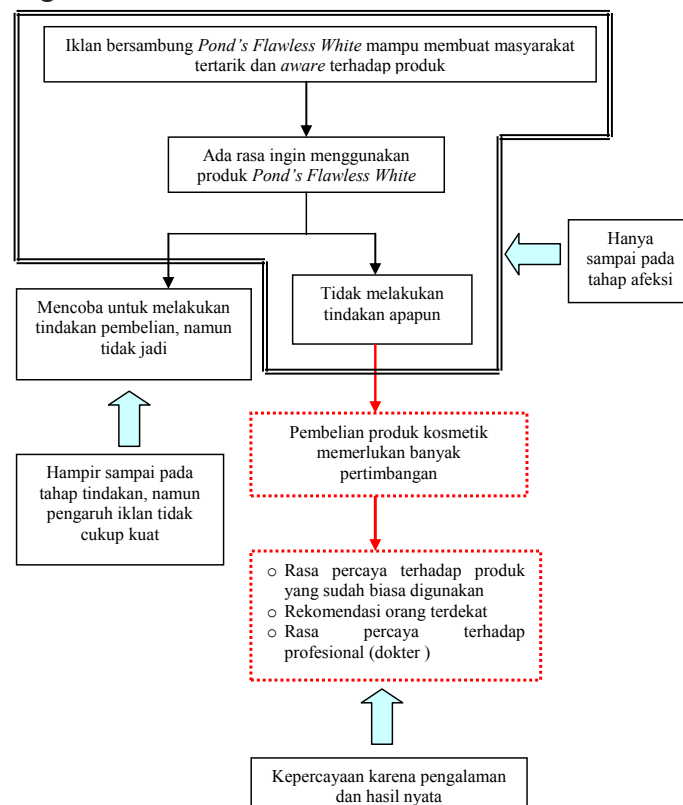 Iklan bersambung Pond's Flawless White mampu membuat masyarakat
tertarik dan aware terhadap produk
Ada rasa ingin menggunakan
produk Pond's Flawless White
Hanya
sampai pada
tahap afeksi
Mencoba untuk melakukan
tindakan pembelian, namun
tidak jadi
Tidak melakukan
tindakan apapun
Pembelian produk kosmetik
memerlukan banyak
pertimbangan
Hampir sampai pada
tahap tindakan, namun
pengaruh iklan tidak
cukup kuat
o Rasa percaya terhadap produk
yang sudah biasa digunakan
o Rekomendasi orang terdekat
o Rasa percaya terhadap
profesional (dokter )
Kepercayaan karena pengalaman
dan hasil nyata